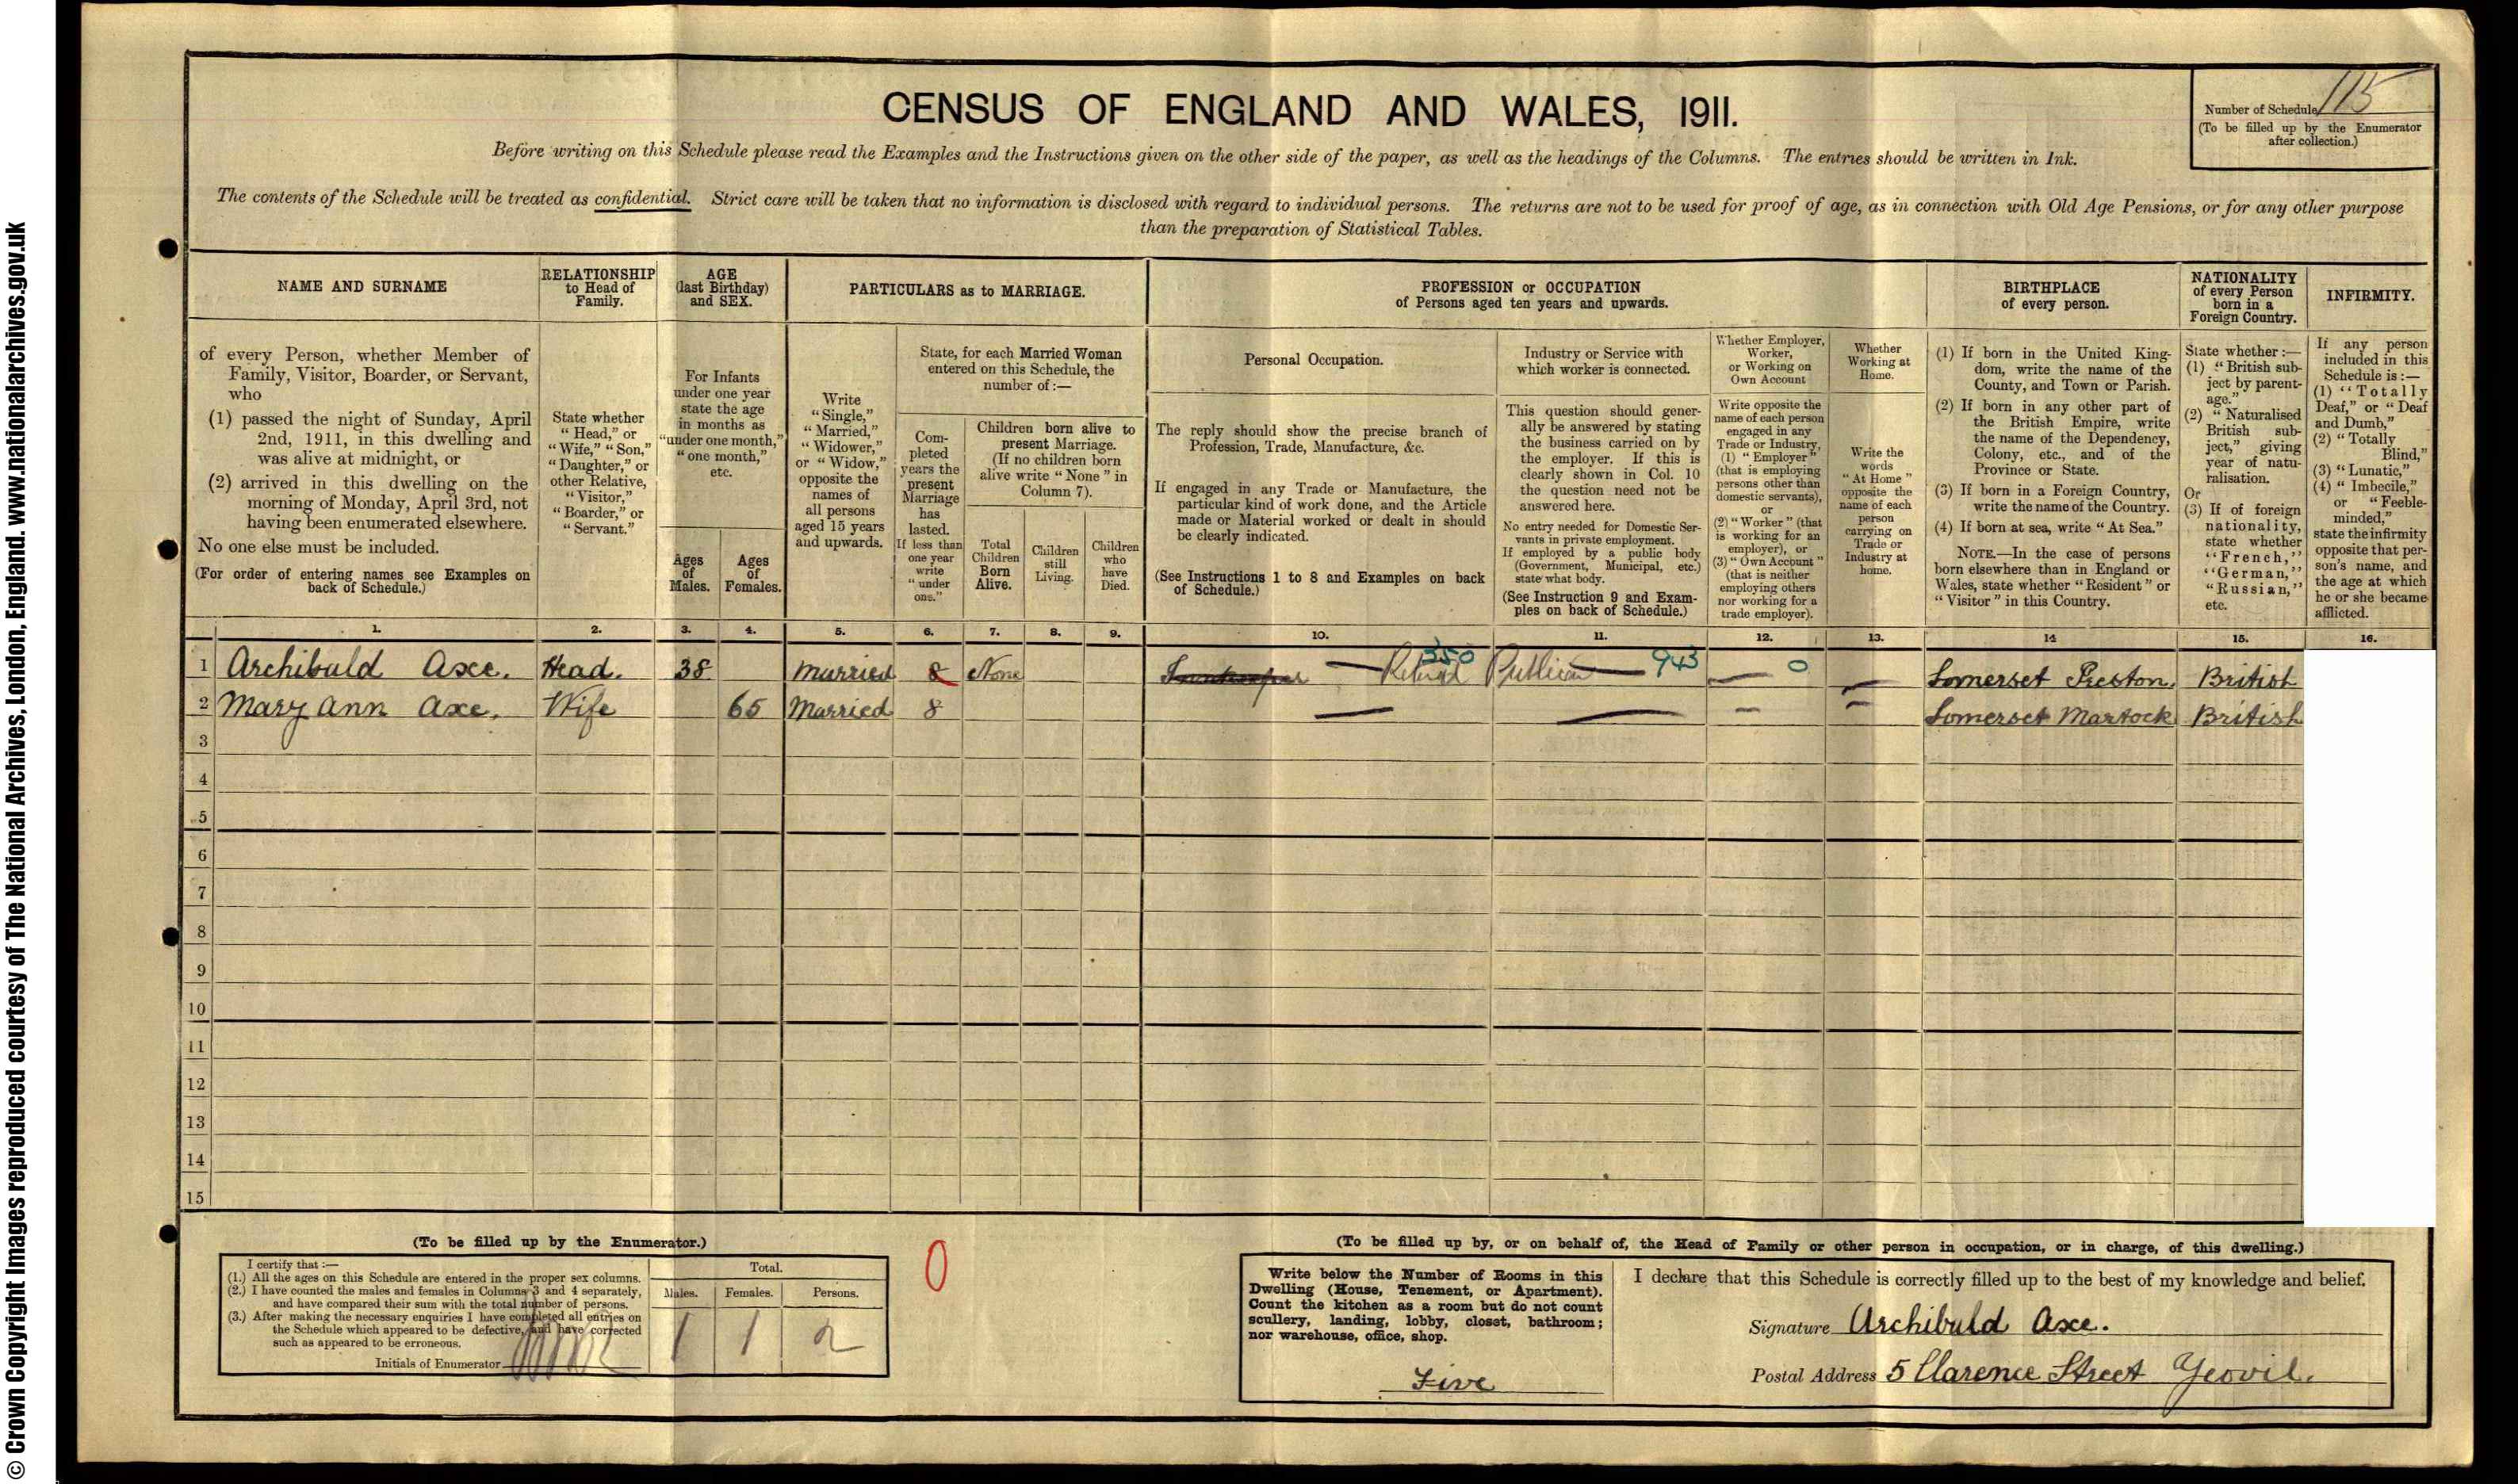 © Crown Copyright Images reproduced courtesy of The National Archives, London, England. www.nationalarchives.gov.uk
CENSUS OF ENGLAND AND WALES, 1911.
Number of Schedule 115
(To be filled up by the Enumerator
after collection.)
Before writing on this Schedule please read the Examples and the Instructions given on the other side of the paper, as well as the headings of the Columns. The entries should be written in Ink.
The contents of the Schedule will be treated as confidential. Strict care will be taken that no information is disclosed with regard to individual persons. The returns are not to be used for proof of age, as in connection with Old Age Pensions, or for any other purpose
than the preparation of Statistical Tables.
NAME AND SURNAME
RELATIONSHIP
to Head of
Family.
AGE
(last Birthday)
and SEX.
PARTICULARS as to MARRIAGE.
PROFESSION or OCCUPATION
of Persons aged ten years and upwards.
BIRTHPLACE
of every person.
NATIONALITY
of every Person
born in a
Foreign Country.
INFIRMITY.
of every Person, whether Member of
Family, Visitor, Boarder, or Servant,
who
(1) passed the night of Sunday, April
2nd, 1911, in this dwelling and
was alive at midnight, or
(2) arrived in this dwelling on the
morning of Monday, April 3rd, not
having been enumerated elsewhere.
No one else must be included.
(For order of entering names see Examples on
back of Schedule.)
State whether
"Head," or
"Wife," "Son,"
"Daughter," or
other Relative,
"Visitor,"
"Boarder," or
"Servant."
For Infants
under one year
state the age
in months as
"under one month,"
"one month,"
etc.
Ages
of
Males.
Ages
of
Females.
Write
"Single,"
"Married,"
"Widower,"
or "Widow,"
opposite the
names of
all persons
aged 15 years
and upwards.
State, for each Married Woman
entered on this Schedule, the
number of:—
Com-
pleted
years the
present
Marriage
has
lasted.
If less than
one year
write
"under
one."
Children born alive to
present Marriage.
(If no children born
alive write "None" in
Column 7).
Total
Children
Born
Alive.
Children
still
Living.
Children
who
have
Died.
Personal Occupation.
The reply should show the precise branch of
Profession, Trade, Manufacture, &c.
If engaged in any Trade or Manufacture, the
particular kind of work done, and the Article
made or Material worked or dealt in should
be clearly indicated.
(See Instructions 1 to 8 and Examples on back
of Schedule.)
Industry or Service with
which worker is connected.
This question should gener-
ally be answered by stating
the business carried on by
the employer. If this is
clearly shown in Col. 10
the question need not be
answered here.
No entry needed for Domestic Ser-
vants in private employment.
If employed by a public body
(Government, Municipal, etc.)
state what body.
(See Instruction 9 and Exam-
ples on back of Schedule.)
Whether Employer,
Worker,
or Working on
Own Account
Write opposite the
name of each person
engaged in any
Trade or Industry,
(1) "Employer"
(that is employing
persons other than
domestic servants),
or
(2) "Worker" (that
is working for an
employer), or
(3) "Own Account"
(that is neither
employing others
nor working for a
trade employer).
Whether
Working at
Home.
Write the
words
"At Home"
opposite the
name of each
person
carrying on
Trade or
Industry at
home.
(1) If born in the United King-
dom, write the name of the
County, and Town or Parish.
(2) If born in any other part of
the British Empire, write
the name of the Dependency,
Colony, etc., and of the
Province or State.
(3) If born in a Foreign Country,
write the name of the Country.
(4) If born at sea, write "At Sea."
NOTE.—In the case of persons
born elsewhere than in England or
Wales, state whether "Resident" or
"Visitor" in this Country.
State whether :—
(1) "British sub-
ject by parent-
age."
(2) "Naturalised
British sub-
ject," giving
year of natu-
ralisation.
Or
(3) If of foreign
nationality,
state whether
"French,"
"German,"
"Russian,"
etc.
If any person
included in this
Schedule is :—
(1) "Totally
Deaf," or "Deaf
and Dumb,"
(2) "Totally
Blind,"
(3) "Lunatic,"
(4) "Imbecile,"
or "Feeble-
minded,"
state the infirmity
opposite that per-
son's name, and
the age at which
he or she became
afflicted.
1. 2. 3. 4. 5. 6. 7. 8. 9. 10. 11. 12. 13. 14 15. 16.
1 Archibald Axe. Head. 38 Married 8 None Retired 350 Publican 943 0 Somerset Preston. British
2 Mary Ann Axe. Wife 65 Married 8 Somerset Martock British
3
4
5
6
7
8
9
10
11
12
13
14
15
(To be filled up by the Enumerator.)
I certify that :—
(1.) All the ages on this Schedule are entered in the proper sex columns.
(2.) I have counted the males and females in Columns 3 and 4 separately,
and have compared their sum with the total number of persons.
(3.) After making the necessary enquiries I have completed all entries on
the Schedule which appeared to be defective, and have corrected
such as appeared to be erroneous.
Initials of Enumerator
Total.
Males. Females. Persons.
1 1 2
0
(To be filled up by, or on behalf of, the Head of Family or other person in occupation, or in charge, of this dwelling.)
Write below the Number of Rooms in this
Dwelling (House, Tenement, or Apartment).
Count the kitchen as a room but do not count
scullery, landing, lobby, closet, bathroom;
nor warehouse, office, shop.
Five
I declare that this Schedule is correctly filled up to the best of my knowledge and belief.
Signature Archibald Axe.
Postal Address 5 Clarence Street Yeovil.